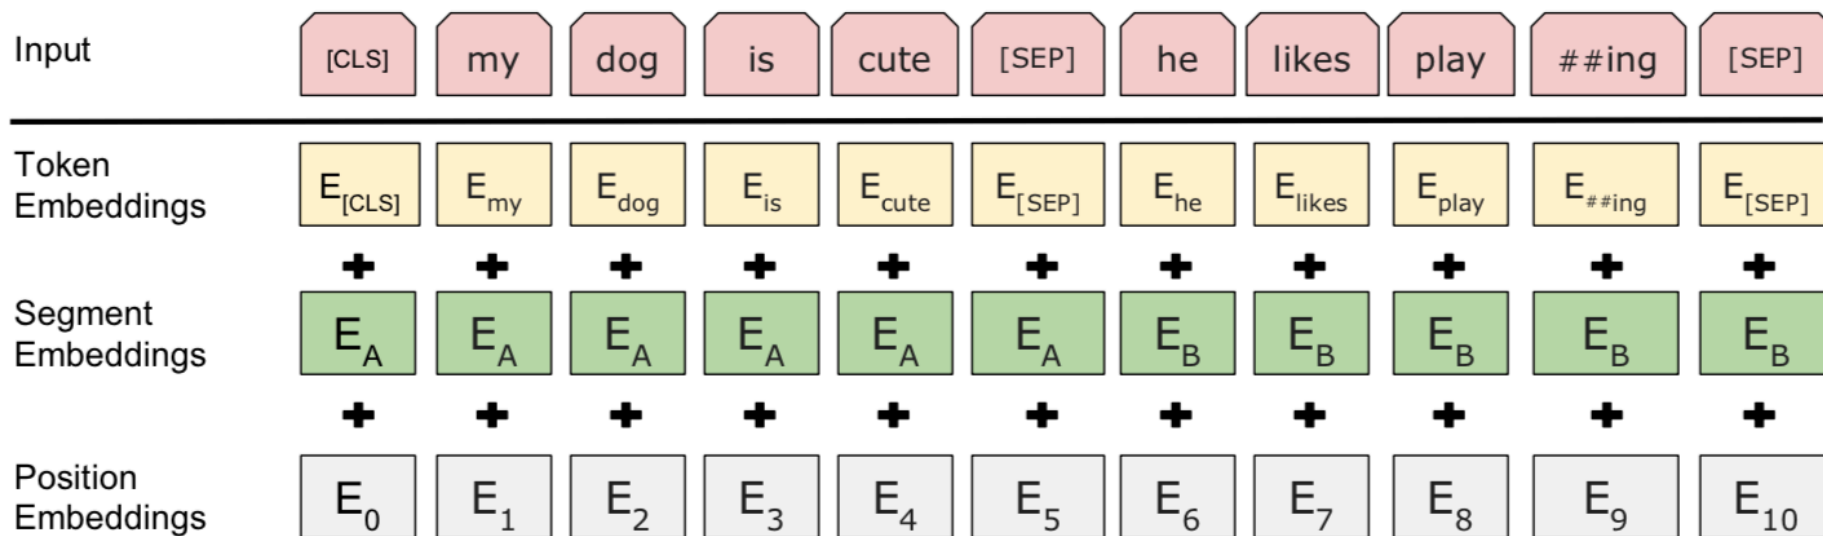 Input [CLS] my dog is cute [SEP] he likes play ##ing [SEP]
Token
Embeddings E[CLS] Emy Edog Eis Ecute E[SEP] Ehe Elikes Eplay E##ing E[SEP]
+ + + + + + + + + + +
Segment
Embeddings EA EA EA EA EA EA EB EB EB EB EB
+ + + + + + + + + + +
Position
Embeddings E0 E1 E2 E3 E4 E5 E6 E7 E8 E9 E10